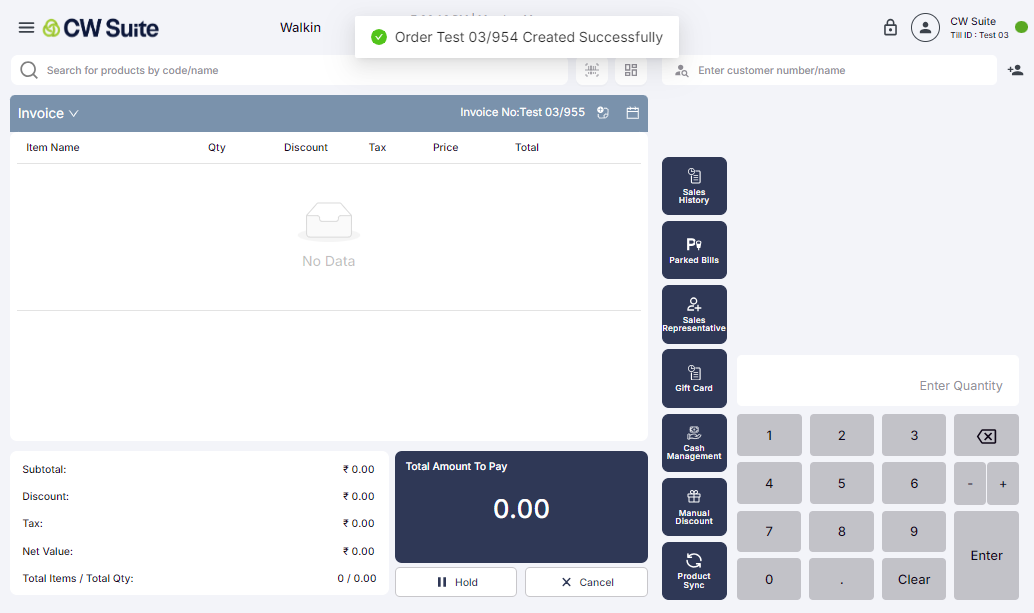 CW Suite
Walkin
Order Test 03/954 Created Successfully
CW Suite
Till ID : Test 03
Search for products by code/name
Enter customer number/name
Invoice
Invoice No:Test 03/955
Item Name Qty Discount Tax Price Total
No Data
Sales
History
Parked Bills
Sales
Representative
Gift Card
Cash
Management
Manual
Discount
Product
Sync
Enter Quantity
1 2 3
4 5 6 - +
7 8 9
Enter
0 . Clear
Subtotal: ₹ 0.00
Discount: ₹ 0.00
Tax: ₹ 0.00
Net Value: ₹ 0.00
Total Items / Total Qty: 0 / 0.00
Total Amount To Pay
0.00
Hold
Cancel